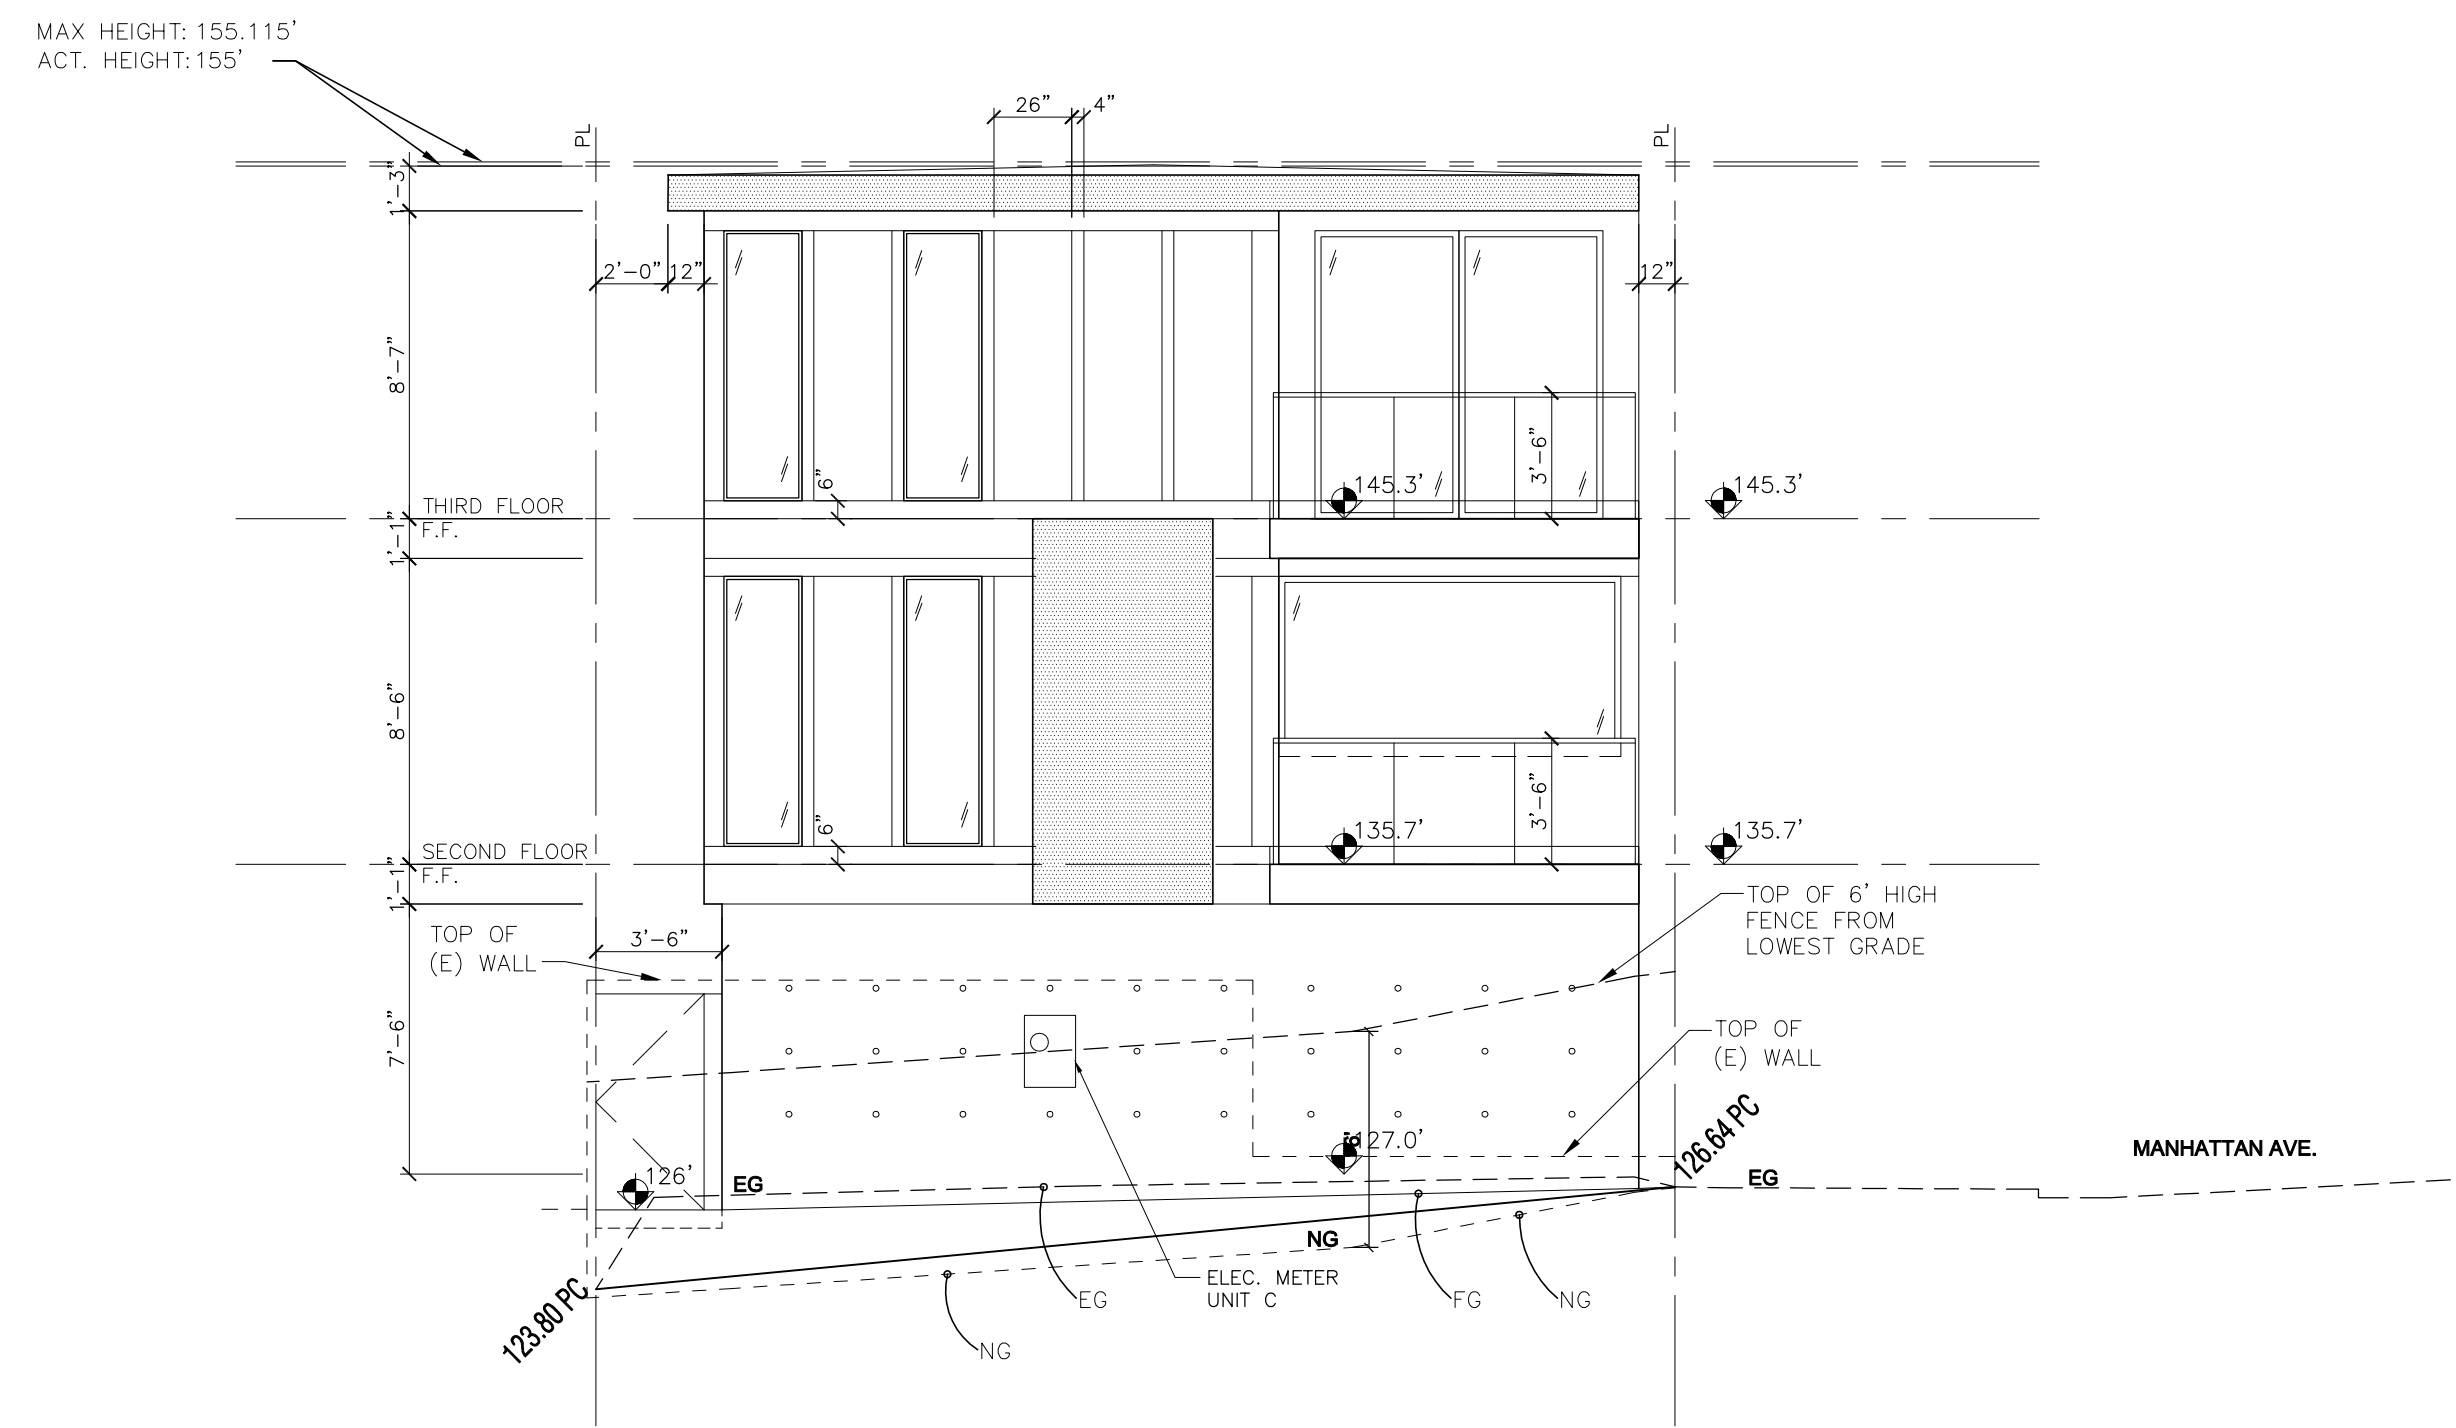 MAX HEIGHT: 155.115'
ACT. HEIGHT: 155'
26"
4"
PL
PL
1'-3"
2'-0"
12"
12"
8'-7"
3'-6"
6"
145.3'
145.3'
THIRD FLOOR
F.F.
1'-1"
8'-6"
3'-6"
6"
135.7'
135.7'
SECOND FLOOR
F.F.
1'-1"
TOP OF 6' HIGH
FENCE FROM
LOWEST GRADE
TOP OF
(E) WALL
3'-6"
7'-6"
TOP OF
(E) WALL
6'
127.0'
126.64 PC
MANHATTAN AVE.
126'
EG
EG
NG
123.80 PC
ELEC. METER
UNIT C
EG
FG
NG
NG